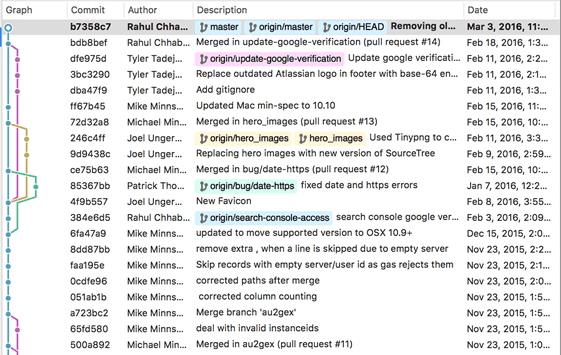 Graph Commit Author Description Date
b7358c7 Rahul Chha... master origin/master origin/HEAD Removing ol... Mar 3, 2016, 11:...
bdb8bef Rahul Chhab... Merged in update-google-verification (pull request #14) Feb 18, 2016, 1:3...
dfe975d Tyler Tadej... origin/update-google-verification Update google verificati... Feb 11, 2016, 2:2...
3bc3290 Tyler Tadej... Replace outdated Atlassian logo in footer with base-64 en... Feb 11, 2016, 2:1...
dba47f9 Tyler Tadej... Add gitignore Feb 11, 2016, 1:3...
ff67b45 Mike Minns... Updated Mac min-spec to 10.10 Feb 15, 2016, 11:...
72d32a8 Michael Min... Merged in hero_images (pull request #13) Feb 15, 2016, 10:...
246c4ff Joel Unger... origin/hero_images hero_images Used Tinypng to c... Feb 11, 2016, 3:3...
9d9438c Joel Unger... Replacing hero images with new version of SourceTree Feb 9, 2016, 2:59...
ce75b63 Michael Min... Merged in bug/date-https (pull request #12) Feb 15, 2016, 10:...
85367bb Patrick Tho... origin/bug/date-https fixed date and https errors Jan 7, 2016, 12:2...
4f9b557 Joel Unger... New Favicon Feb 8, 2016, 3:55...
384e6d5 Rahul Chhab... origin/search-console-access search console google ver... Feb 3, 2016, 2:09...
6fa47a9 Mike Minns... updated to move supported version to OSX 10.9+ Dec 15, 2015, 2:0...
8dd87bb Mike Minns... remove extra , when a line is skipped due to empty server Nov 23, 2015, 2:2...
faa195e Mike Minns... Skip records with empty server/user id as gas rejects them Nov 23, 2015, 2:1...
0cdfe96 Mike Minns... corrected paths after merge Nov 23, 2015, 2:0...
051ab1b Mike Minns... corrected column counting Nov 23, 2015, 1:5...
a723bc2 Mike Minns... Merge branch 'au2gex' Nov 23, 2015, 1:5...
65fd580 Mike Minns... deal with invalid instanceids Nov 23, 2015, 1:5...
500a892 Michael Min... Merged in au2gex (pull request #11) Nov 23, 2015, 1:0...